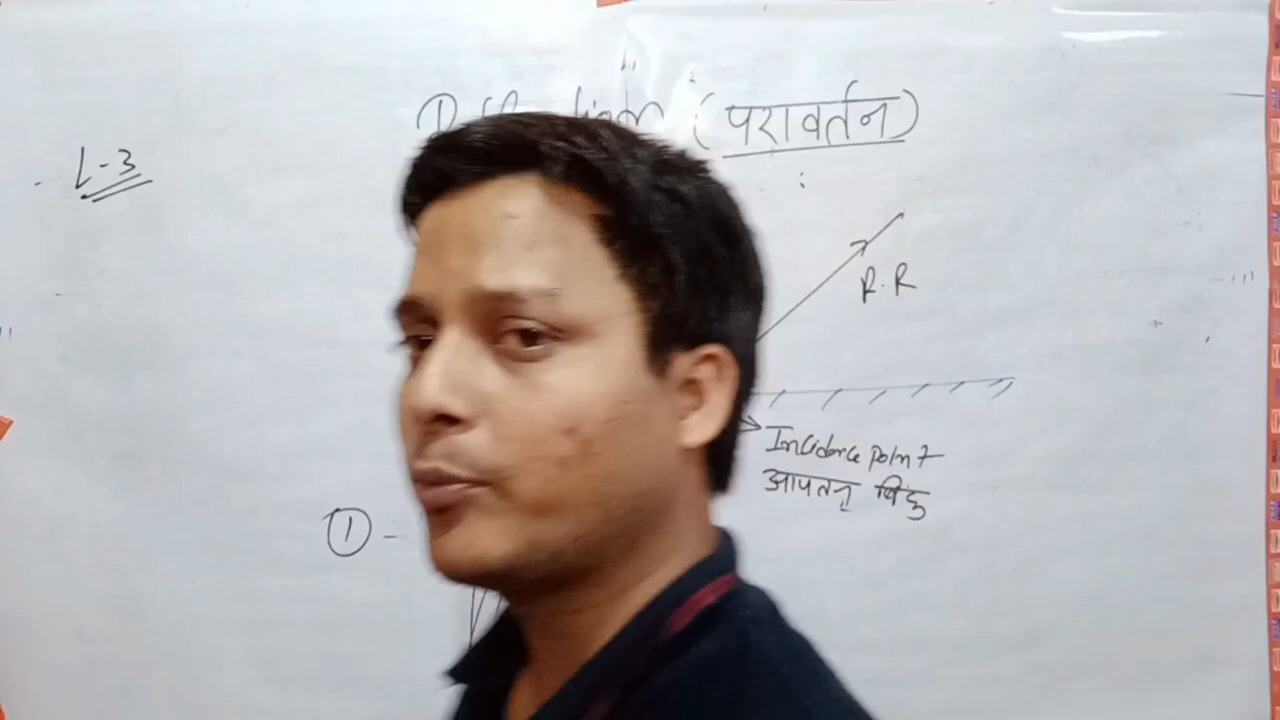 (परावर्तन)
L-3
R.R
Incidence Point
आपतन बिंदु
1 -